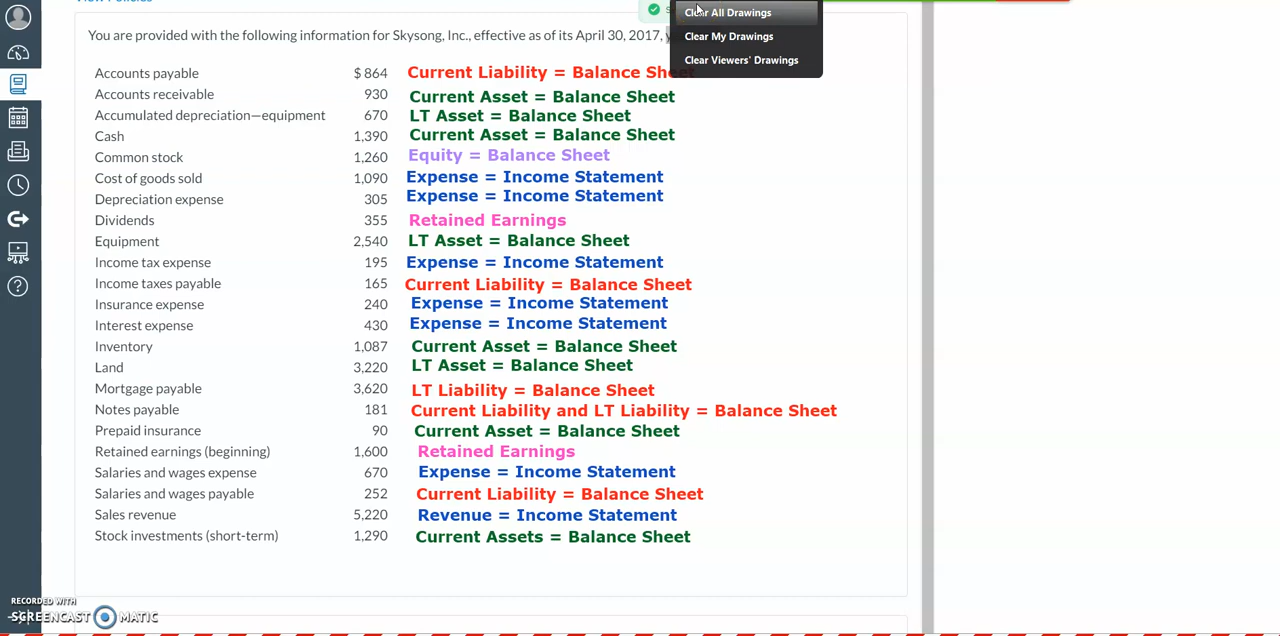 Clear All Drawings
You are provided with the following information for Skysong, Inc., effective as of its April 30, 2017,
Clear My Drawings
Clear Viewers' Drawings
Accounts payable $ 864 Current Liability = Balance Sheet
Accounts receivable 930 Current Asset = Balance Sheet
Accumulated depreciation—equipment 670 LT Asset = Balance Sheet
Cash 1,390 Current Asset = Balance Sheet
Common stock 1,260 Equity = Balance Sheet
Cost of goods sold 1,090 Expense = Income Statement
Depreciation expense 305 Expense = Income Statement
Dividends 355 Retained Earnings
Equipment 2,540 LT Asset = Balance Sheet
Income tax expense 195 Expense = Income Statement
Income taxes payable 165 Current Liability = Balance Sheet
Insurance expense 240 Expense = Income Statement
Interest expense 430 Expense = Income Statement
Inventory 1,087 Current Asset = Balance Sheet
Land 3,220 LT Asset = Balance Sheet
Mortgage payable 3,620 LT Liability = Balance Sheet
Notes payable 181 Current Liability and LT Liability = Balance Sheet
Prepaid insurance 90 Current Asset = Balance Sheet
Retained earnings (beginning) 1,600 Retained Earnings
Salaries and wages expense 670 Expense = Income Statement
Salaries and wages payable 252 Current Liability = Balance Sheet
Sales revenue 5,220 Revenue = Income Statement
Stock investments (short-term) 1,290 Current Assets = Balance Sheet
RECORDED WITH
SCREENCAST MATIC